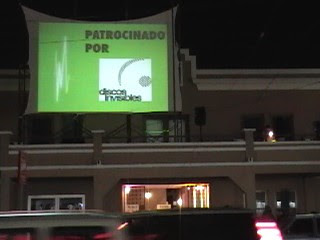 PATROCINADO
POR
discos
invisibles